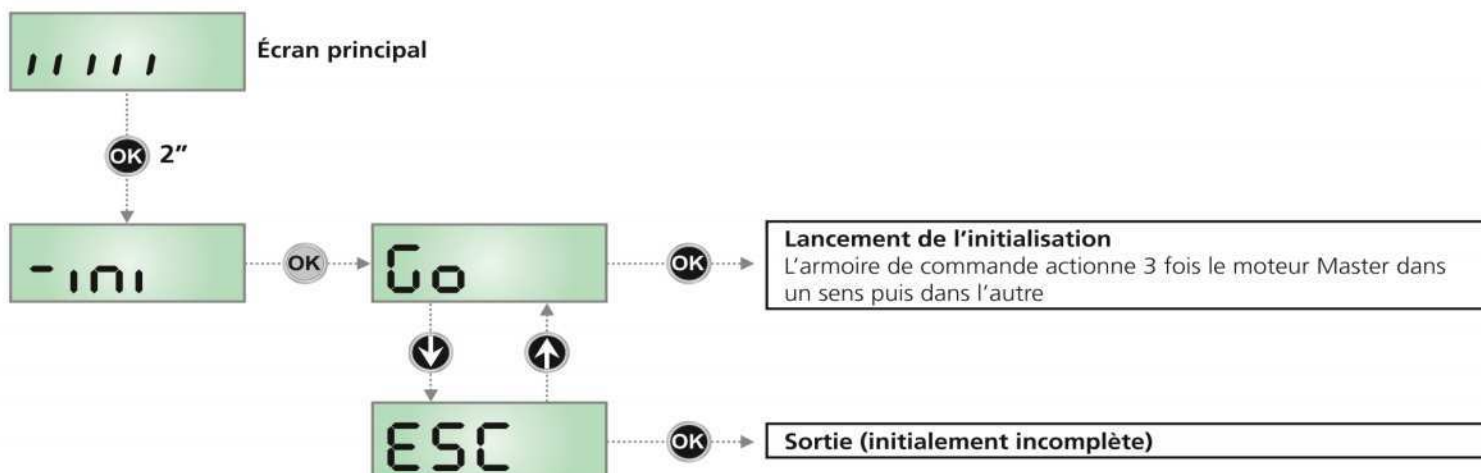 Écran principal
OK 2"
-ini
OK
Go
OK
Lancement de l'initialisation
L'armoire de commande actionne 3 fois le moteur Master dans
un sens puis dans l'autre
ESC
OK
Sortie (initialement incomplète)